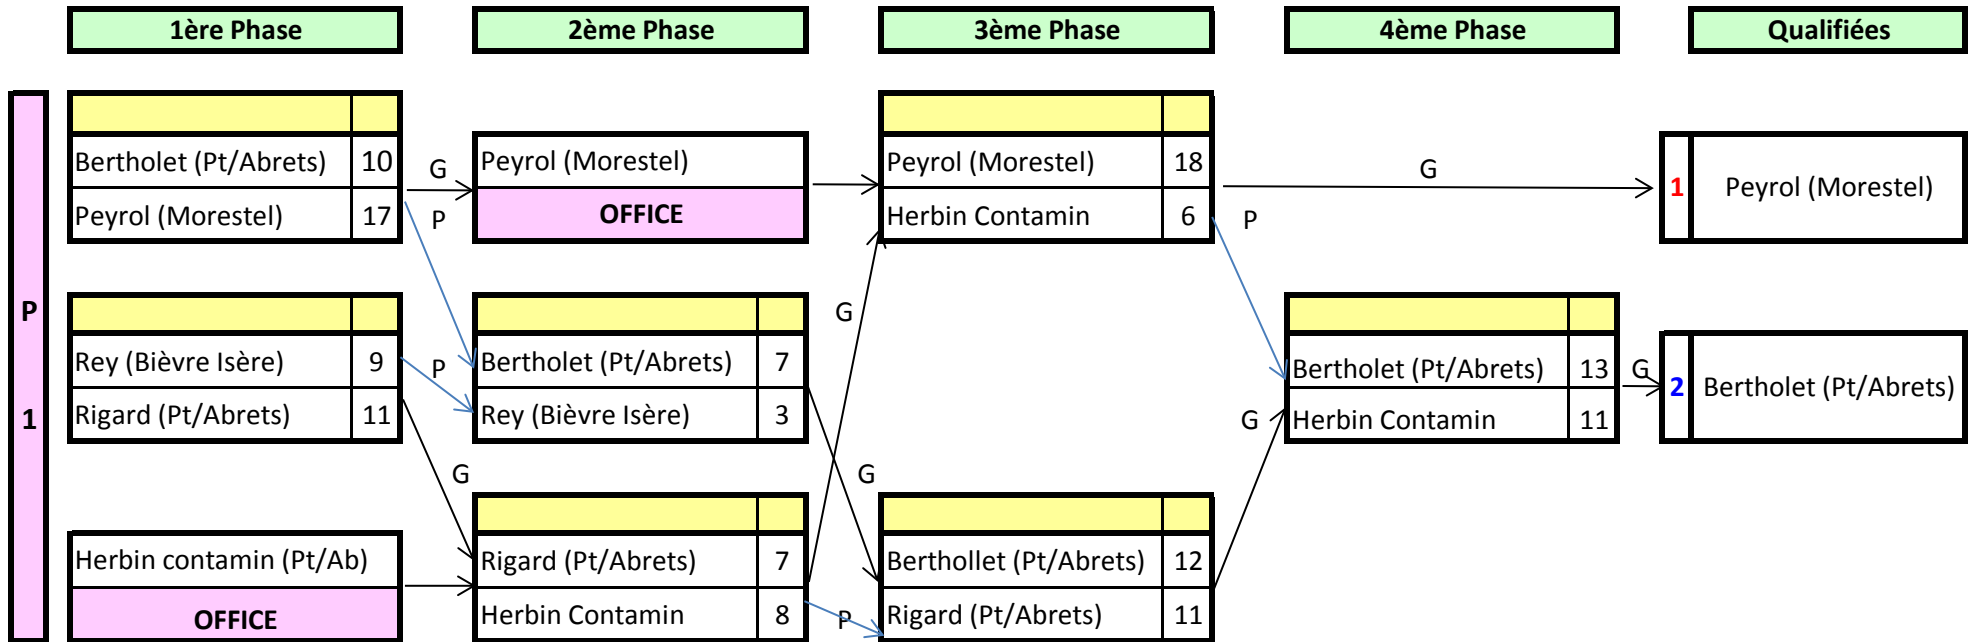 1ère Phase 2ème Phase 3ème Phase 4ème Phase Qualifiées
P
1
Bertholet (Pt/Abrets) 10
Peyrol (Morestel) 17
G
P
Rey (Bièvre Isère) 9
Rigard (Pt/Abrets) 11
P
G
Herbin contamin (Pt/Ab)
OFFICE
Peyrol (Morestel)
OFFICE
Bertholet (Pt/Abrets) 7
Rey (Bièvre Isère) 3
G
G
Rigard (Pt/Abrets) 7
Herbin Contamin 8
P
Peyrol (Morestel) 18
Herbin Contamin 6
G
P
Berthollet (Pt/Abrets) 12
Rigard (Pt/Abrets) 11
G
Bertholet (Pt/Abrets) 13
Herbin Contamin 11
G
1 Peyrol (Morestel)
2 Bertholet (Pt/Abrets)